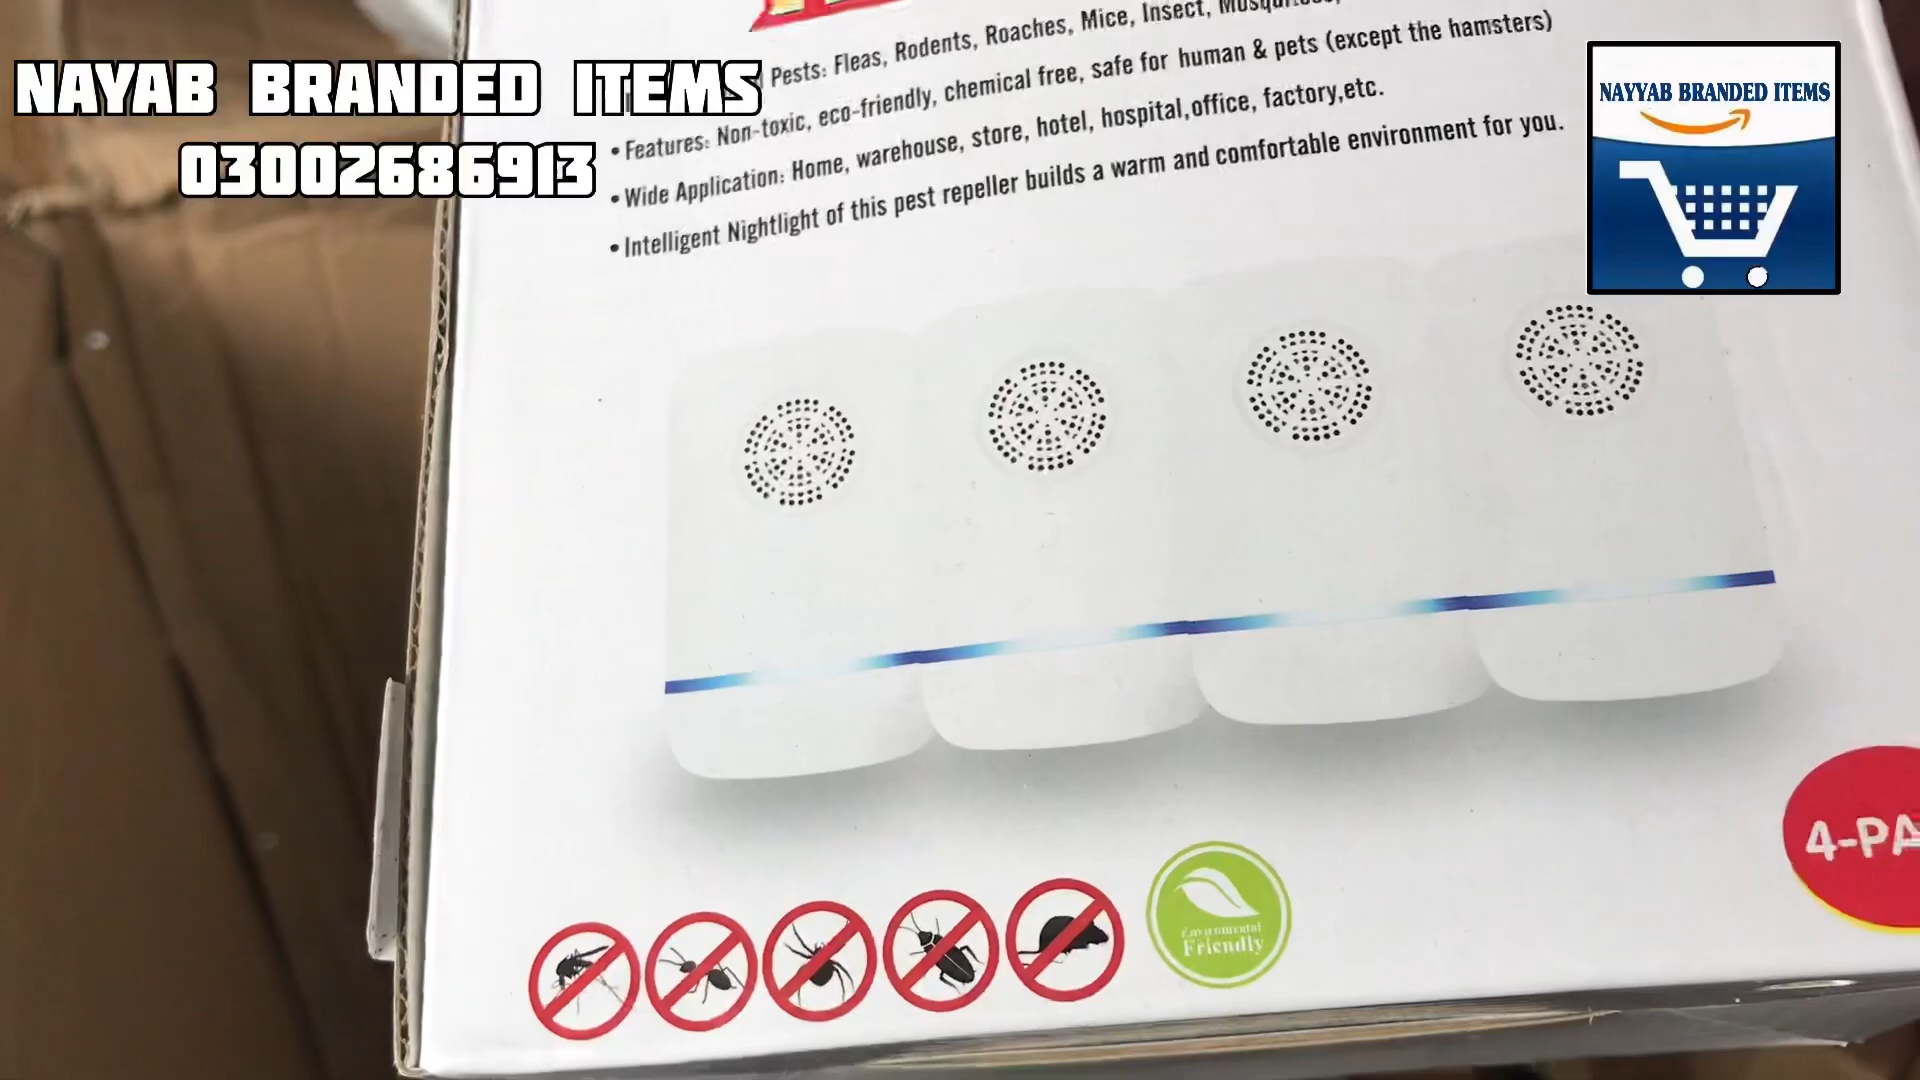 NAYAB BRANDED ITEMS
03002686913
NAYYAB BRANDED ITEMS
Pests: Fleas, Rodents, Roaches, Mice, Insect,
• Features: Non-toxic, eco-friendly, chemical free, safe for human & pets (except the hamsters)
• Wide Application: Home, warehouse, store, hotel, hospital,office, factory,etc.
• Intelligent Nightlight of this pest repeller builds a warm and comfortable environment for you.
4-PA
Environmental
Friendly